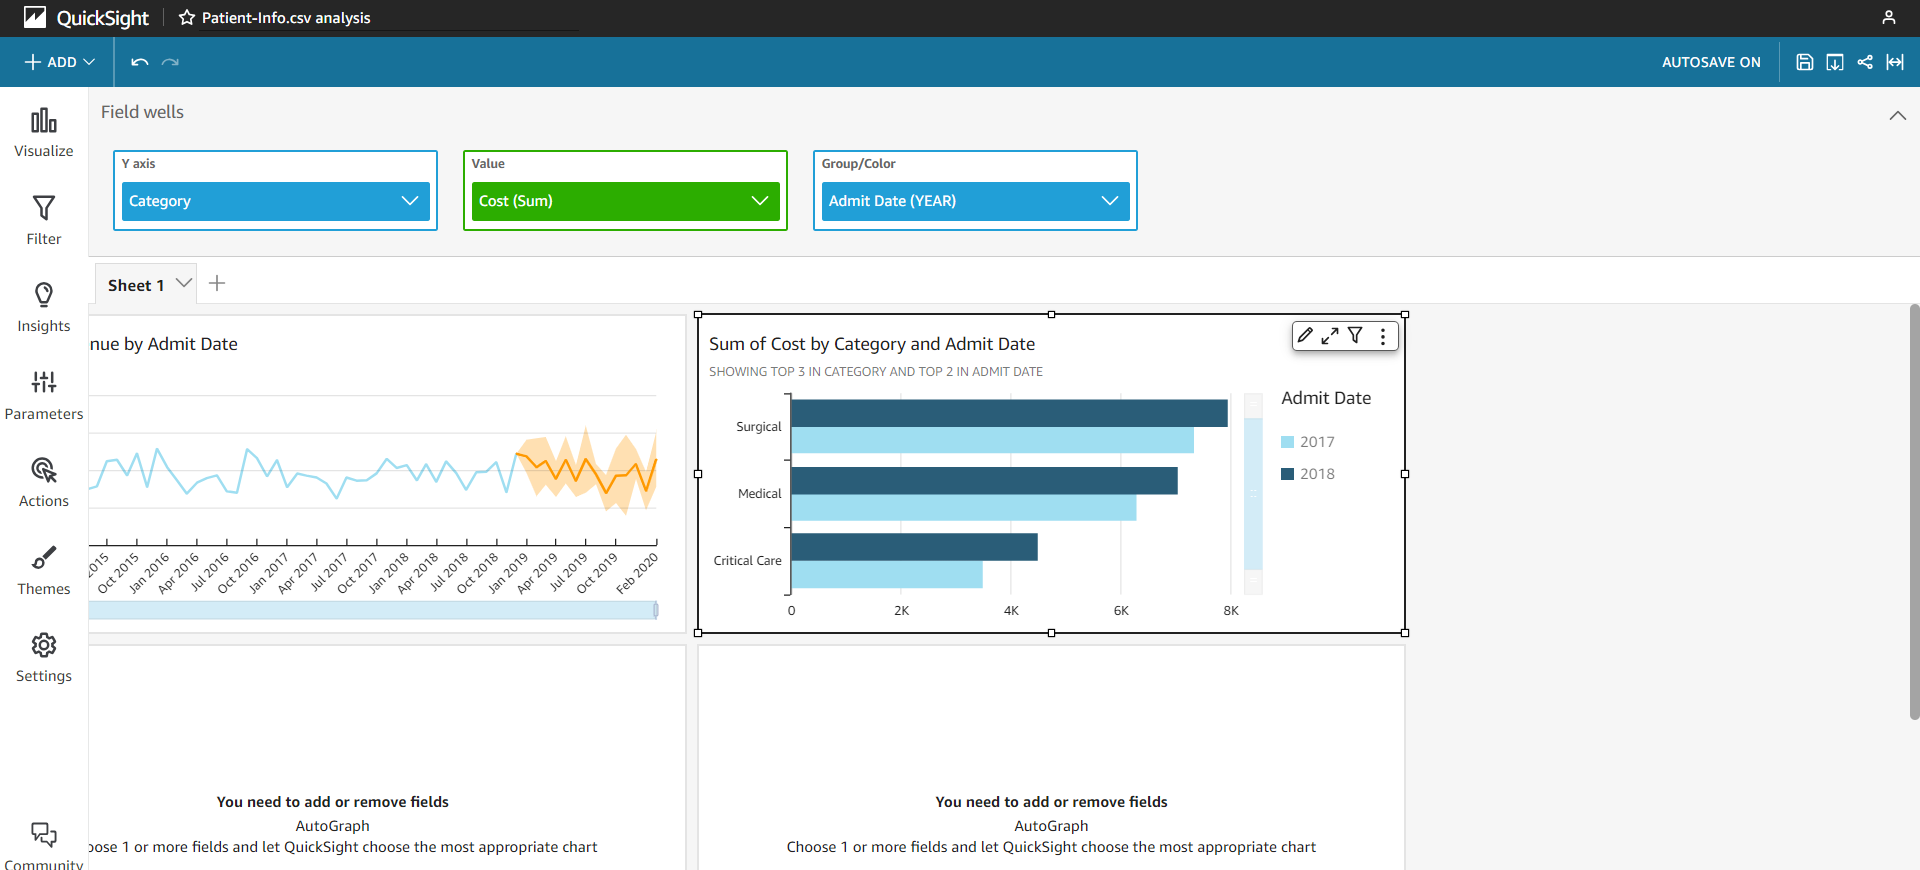 QuickSight
Patient-Info.csv analysis
ADD
AUTOSAVE ON
Visualize
Filter
Insights
Parameters
Actions
Themes
Settings
Community
Field wells
Y axis
Category
Value
Cost (Sum)
Group/Color
Admit Date (YEAR)
Sheet 1
nue by Admit Date
2015
Oct 2015
Jan 2016
Apr 2016
Jul 2016
Oct 2016
Jan 2017
Apr 2017
Jul 2017
Oct 2017
Jan 2018
Apr 2018
Jul 2018
Oct 2018
Jan 2019
Apr 2019
Jul 2019
Oct 2019
Feb 2020
Sum of Cost by Category and Admit Date
SHOWING TOP 3 IN CATEGORY AND TOP 2 IN ADMIT DATE
Surgical
Medical
Critical Care
0
2K
4K
6K
8K
Admit Date
2017
2018
You need to add or remove fields
AutoGraph
oose 1 or more fields and let QuickSight choose the most appropriate chart
You need to add or remove fields
AutoGraph
Choose 1 or more fields and let QuickSight choose the most appropriate chart